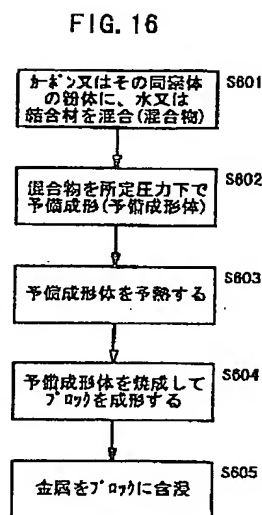 FIG. 16
カーボン又はその同素体
の粉体に、水又は
結合材を混合(混合物)
S601
混合物を所定圧力下で
予備成形(予備成形体)
S602
予備成形体を予熱する
S603
予備成形体を焼成して
ブロックを成形する
S604
金属をブロックに含浸
S605